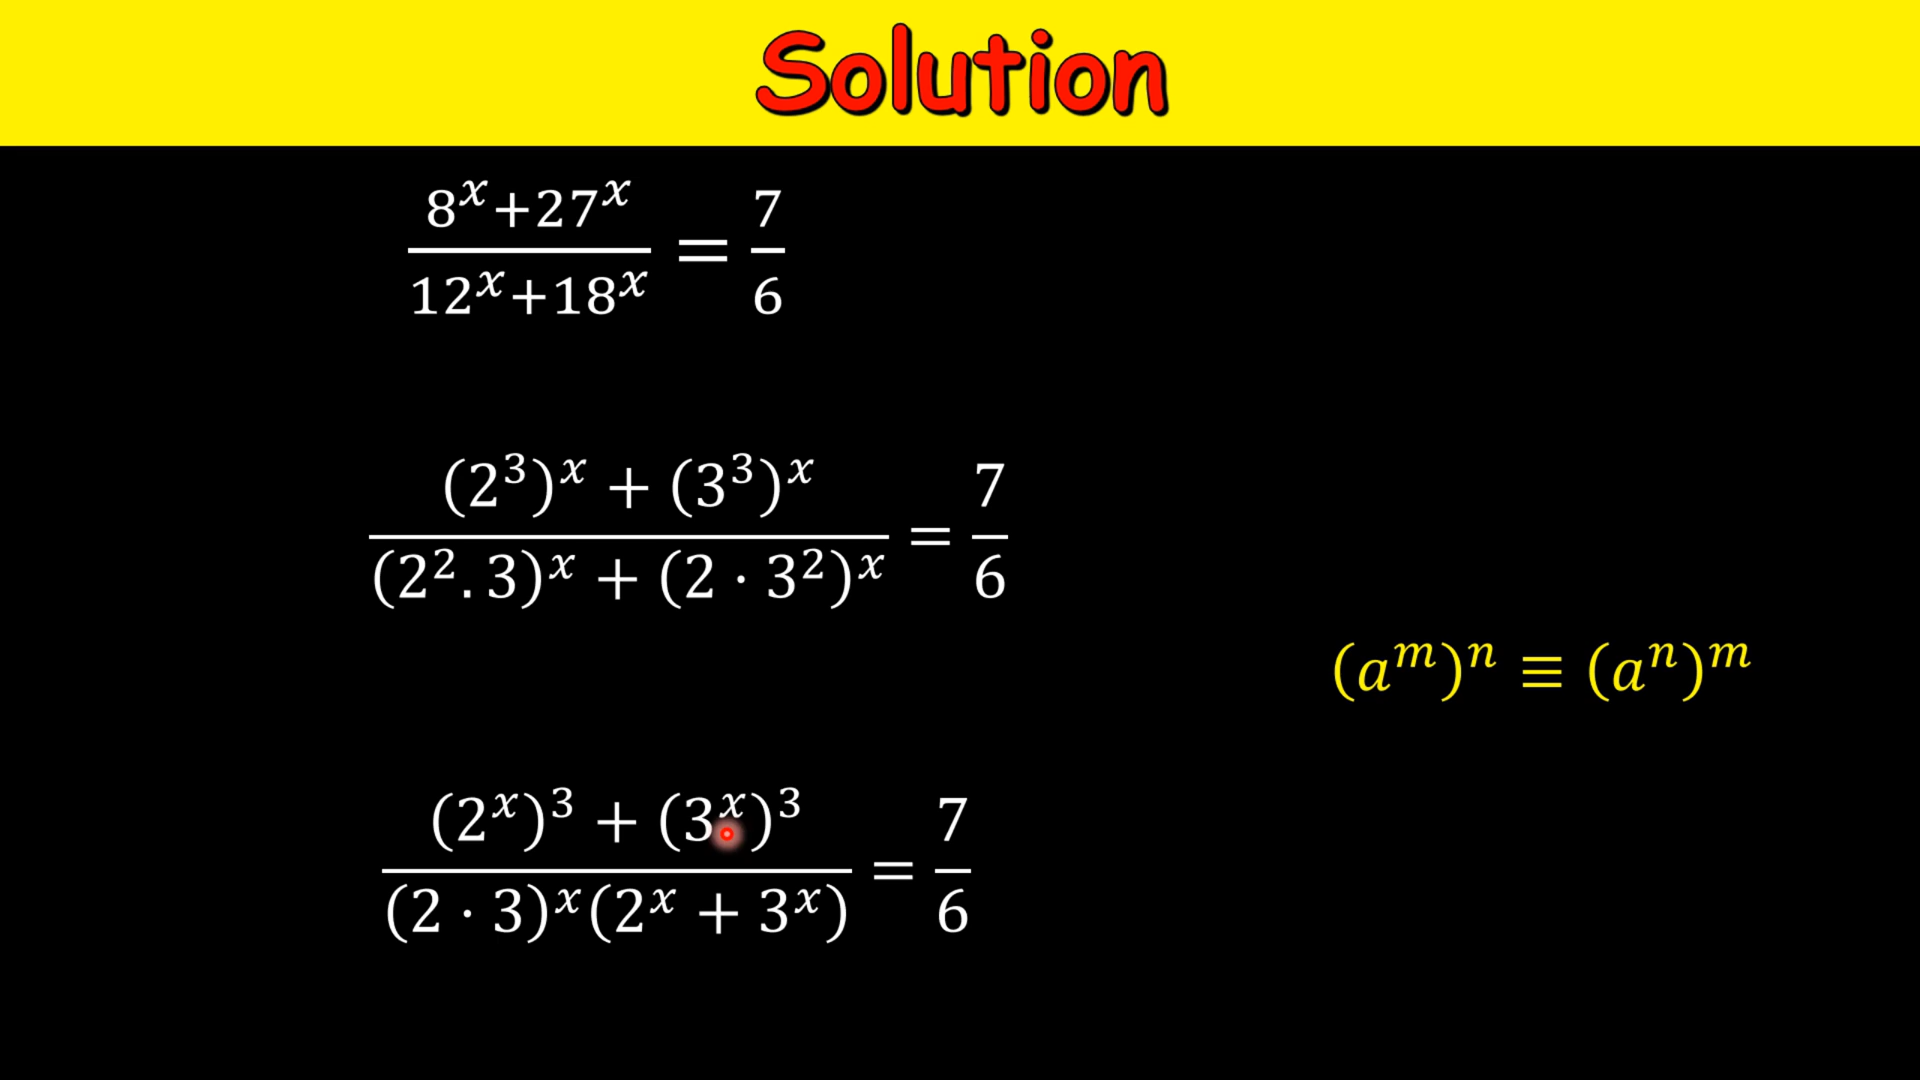 Solution
8^x+27^x / 12^x+18^x = 7/6
(2^3)^x + (3^3)^x / (2^2.3)^x + (2 · 3^2)^x = 7/6
(a^m)^n ≡ (a^n)^m
(2^x)^3 + (3^x)^3 / (2 · 3)^x(2^x + 3^x) = 7/6